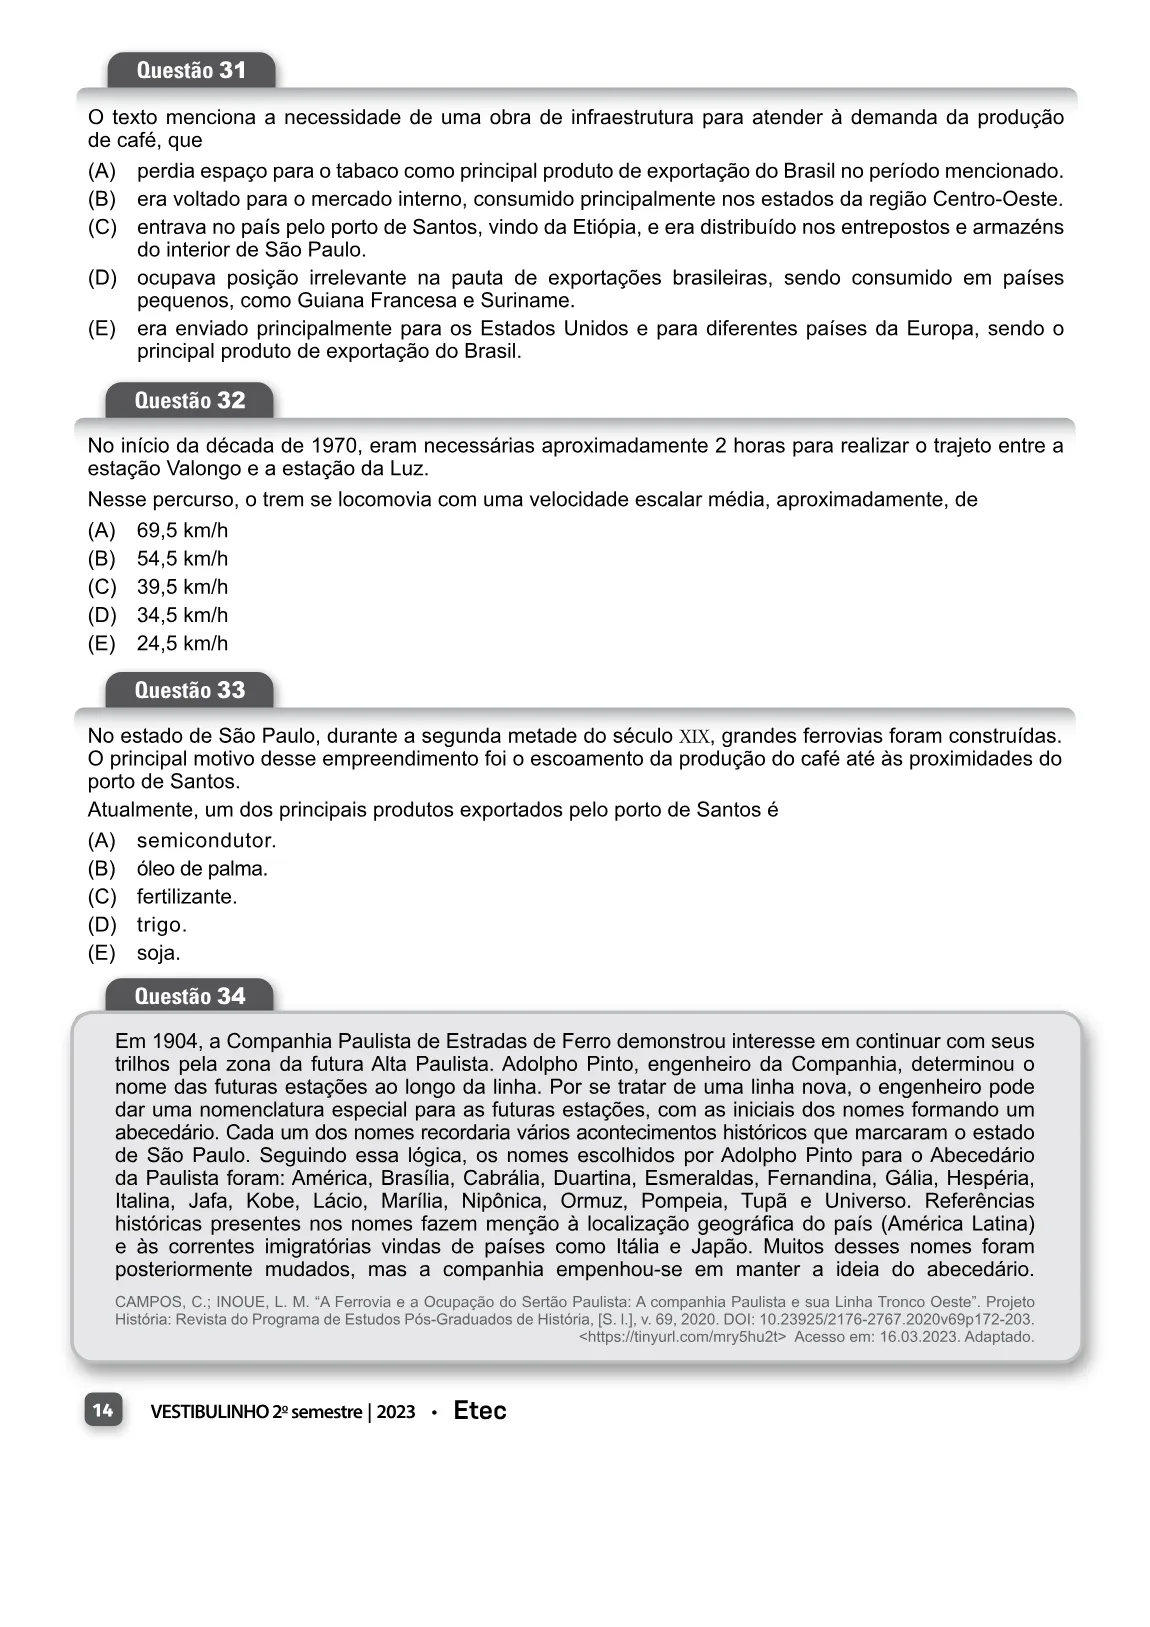 Questão 31
O texto menciona a necessidade de uma obra de infraestrutura para atender à demanda da produção
de café, que
(A) perdia espaço para o tabaco como principal produto de exportação do Brasil no período mencionado.
(B) era voltado para o mercado interno, consumido principalmente nos estados da região Centro-Oeste.
(C) entrava no país pelo porto de Santos, vindo da Etiópia, e era distribuído nos entrepostos e armazéns
do interior de São Paulo.
(D) ocupava posição irrelevante na pauta de exportações brasileiras, sendo consumido em países
pequenos, como Guiana Francesa e Suriname.
(E) era enviado principalmente para os Estados Unidos e para diferentes países da Europa, sendo o
principal produto de exportação do Brasil.
Questão 32
No início da década de 1970, eram necessárias aproximadamente 2 horas para realizar o trajeto entre a
estação Valongo e a estação da Luz.
Nesse percurso, o trem se locomovia com uma velocidade escalar média, aproximadamente, de
(A) 69,5 km/h
(B) 54,5 km/h
(C) 39,5 km/h
(D) 34,5 km/h
(E) 24,5 km/h
Questão 33
No estado de São Paulo, durante a segunda metade do século XIX, grandes ferrovias foram construídas.
O principal motivo desse empreendimento foi o escoamento da produção do café até às proximidades do
porto de Santos.
Atualmente, um dos principais produtos exportados pelo porto de Santos é
(A) semicondutor.
(B) óleo de palma.
(C) fertilizante.
(D) trigo.
(E) soja.
Questão 34
Em 1904, a Companhia Paulista de Estradas de Ferro demonstrou interesse em continuar com seus
trilhos pela zona da futura Alta Paulista. Adolpho Pinto, engenheiro da Companhia, determinou o
nome das futuras estações ao longo da linha. Por se tratar de uma linha nova, o engenheiro pode
dar uma nomenclatura especial para as futuras estações, com as iniciais dos nomes formando um
abecedário. Cada um dos nomes recordaria vários acontecimentos históricos que marcaram o estado
de São Paulo. Seguindo essa lógica, os nomes escolhidos por Adolpho Pinto para o Abecedário
da Paulista foram: América, Brasília, Cabrália, Duartina, Esmeraldas, Fernandina, Gália, Hespéria,
Italina, Jafa, Kobe, Lácio, Marília, Nipônica, Ormuz, Pompeia, Tupã e Universo. Referências
históricas presentes nos nomes fazem menção à localização geográfica do país (América Latina)
e às correntes imigratórias vindas de países como Itália e Japão. Muitos desses nomes foram
posteriormente mudados, mas a companhia empenhou-se em manter a ideia do abecedário.
CAMPOS, C.; INOUE, L. M. “A Ferrovia e a Ocupação do Sertão Paulista: A companhia Paulista e sua Linha Tronco Oeste”. Projeto
História: Revista do Programa de Estudos Pós-Graduados de História, [S. l.], v. 69, 2020. DOI: 10.23925/2176-2767.2020v69p172-203.
<https://tinyurl.com/mry5hu2t> Acesso em: 16.03.2023. Adaptado.
14 VESTIBULINHO 2º semestre | 2023 • Etec